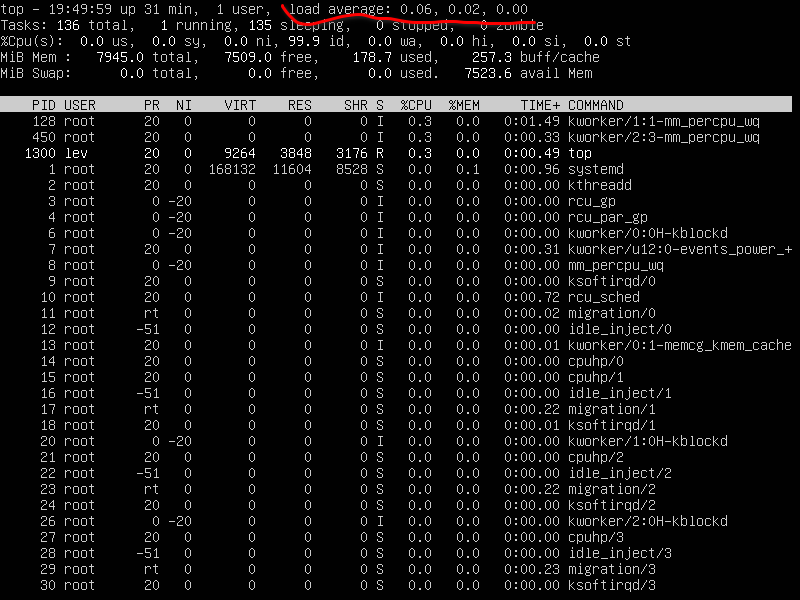 top - 19:49:59 up 31 min,  1 user,  load average: 0.06, 0.02, 0.00
Tasks: 136 total,   1 running, 135 sleeping,   0 stopped,   0 zombie
%Cpu(s):  0.0 us,  0.0 sy,  0.0 ni, 99.9 id,  0.0 wa,  0.0 hi,  0.0 si,  0.0 st
MiB Mem :   7945.0 total,   7509.0 free,    178.7 used,    257.3 buff/cache
MiB Swap:      0.0 total,      0.0 free,      0.0 used.   7523.6 avail Mem
PID USER      PR  NI    VIRT    RES    SHR S  %CPU  %MEM     TIME+ COMMAND
128 root      20   0       0      0      0 I   0.3   0.0   0:01.49 kworker/1:1-mm_percpu_wq
450 root      20   0       0      0      0 I   0.3   0.0   0:00.33 kworker/2:3-mm_percpu_wq
1300 lev       20   0    9264   3848   3176 R   0.3   0.0   0:00.49 top
1 root      20   0  168132  11604   8528 S   0.0   0.1   0:00.96 systemd
2 root      20   0       0      0      0 S   0.0   0.0   0:00.00 kthreadd
3 root       0 -20       0      0      0 I   0.0   0.0   0:00.00 rcu_gp
4 root       0 -20       0      0      0 I   0.0   0.0   0:00.00 rcu_par_gp
6 root       0 -20       0      0      0 I   0.0   0.0   0:00.00 kworker/0:0H-kblockd
7 root      20   0       0      0      0 I   0.0   0.0   0:00.31 kworker/u12:0-events_power_+
8 root       0 -20       0      0      0 I   0.0   0.0   0:00.00 mm_percpu_wq
9 root      20   0       0      0      0 S   0.0   0.0   0:00.00 ksoftirqd/0
10 root      20   0       0      0      0 I   0.0   0.0   0:00.72 rcu_sched
11 root      rt   0       0      0      0 S   0.0   0.0   0:00.02 migration/0
12 root     -51   0       0      0      0 S   0.0   0.0   0:00.00 idle_inject/0
13 root      20   0       0      0      0 I   0.0   0.0   0:00.01 kworker/0:1-memcg_kmem_cache
14 root      20   0       0      0      0 S   0.0   0.0   0:00.00 cpuhp/0
15 root      20   0       0      0      0 S   0.0   0.0   0:00.00 cpuhp/1
16 root     -51   0       0      0      0 S   0.0   0.0   0:00.00 idle_inject/1
17 root      rt   0       0      0      0 S   0.0   0.0   0:00.22 migration/1
18 root      20   0       0      0      0 S   0.0   0.0   0:00.01 ksoftirqd/1
20 root       0 -20       0      0      0 I   0.0   0.0   0:00.00 kworker/1:0H-kblockd
21 root      20   0       0      0      0 S   0.0   0.0   0:00.00 cpuhp/2
22 root     -51   0       0      0      0 S   0.0   0.0   0:00.00 idle_inject/2
23 root      rt   0       0      0      0 S   0.0   0.0   0:00.22 migration/2
24 root      20   0       0      0      0 S   0.0   0.0   0:00.00 ksoftirqd/2
26 root       0 -20       0      0      0 I   0.0   0.0   0:00.00 kworker/2:0H-kblockd
27 root      20   0       0      0      0 S   0.0   0.0   0:00.00 cpuhp/3
28 root     -51   0       0      0      0 S   0.0   0.0   0:00.00 idle_inject/3
29 root      rt   0       0      0      0 S   0.0   0.0   0:00.23 migration/3
30 root      20   0       0      0      0 S   0.0   0.0   0:00.00 ksoftirqd/3